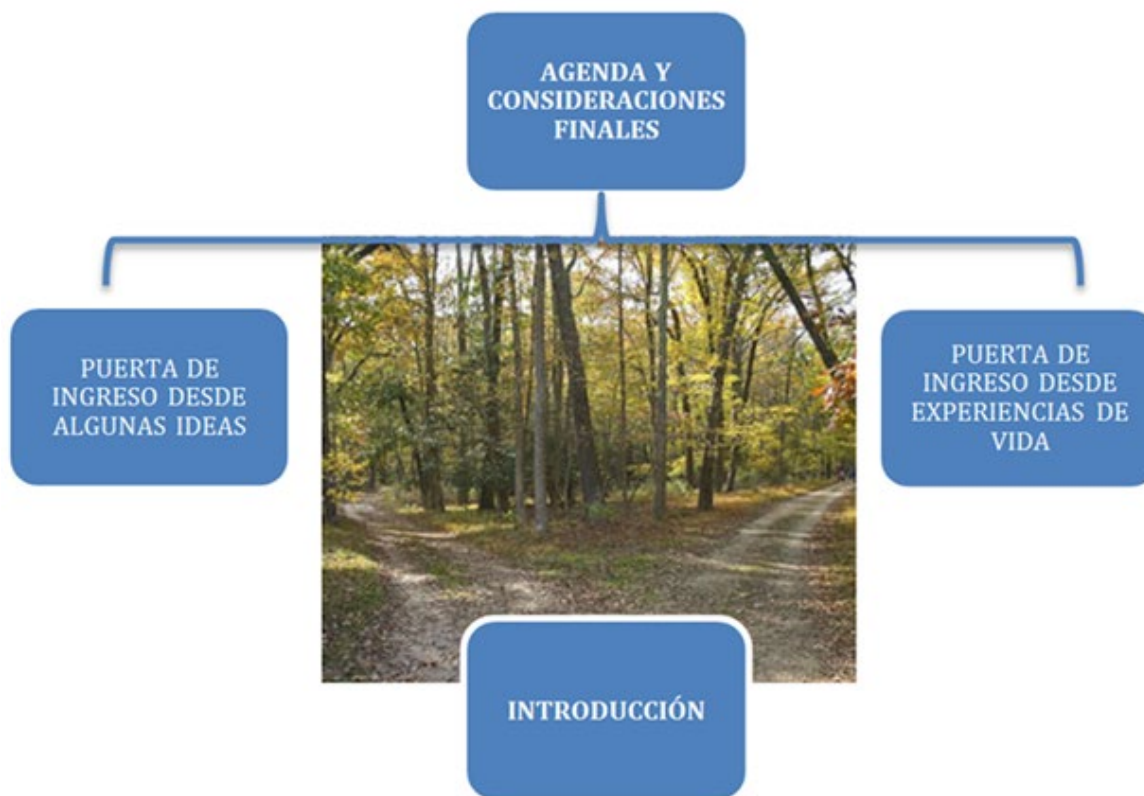 AGENDA Y
CONSIDERACIONES
FINALES
PUERTA DE
INGRESO DESDE
ALGUNAS IDEAS
PUERTA DE
INGRESO DESDE
EXPERIENCIAS DE
VIDA
INTRODUCCIÓN